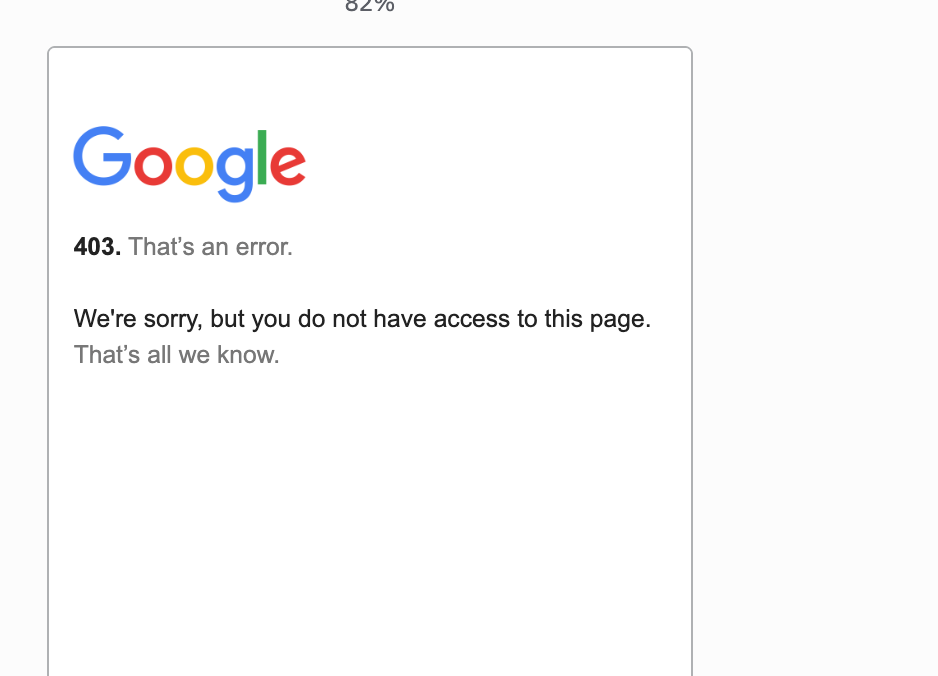 82%
Google
403. That’s an error.
We're sorry, but you do not have access to this page.
That’s all we know.